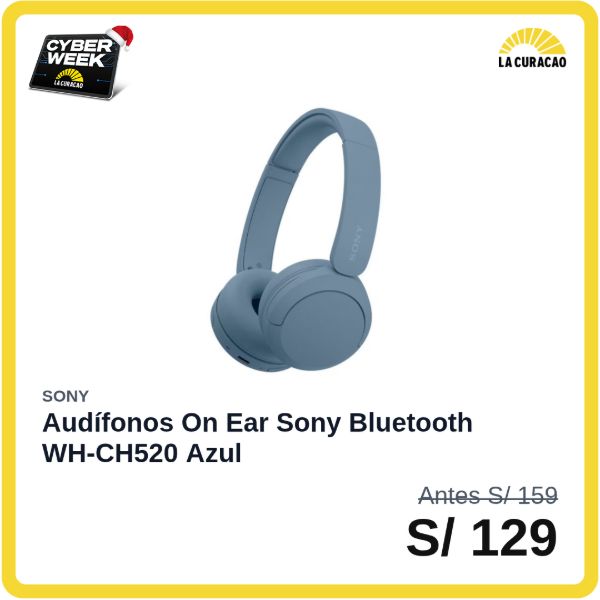 CYBER
WEEK
LA CURACAO
LA CURACAO
SONY
SONY
Audífonos On Ear Sony Bluetooth
WH-CH520 Azul
Antes S/ 159
S/ 129